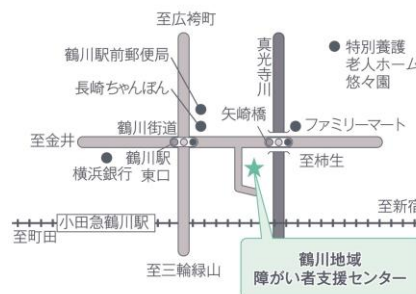 至広袴町
鶴川駅前郵便局
長崎ちゃんぽん
真光寺川
特別養護
老人ホーム
悠々園
鶴川街道
矢崎橋
ファミリーマート
至金井
鶴川駅
東口
横浜銀行
至柿生
至新宿
小田急鶴川駅
至町田
至三輪緑山
鶴川地域
障がい者支援センター